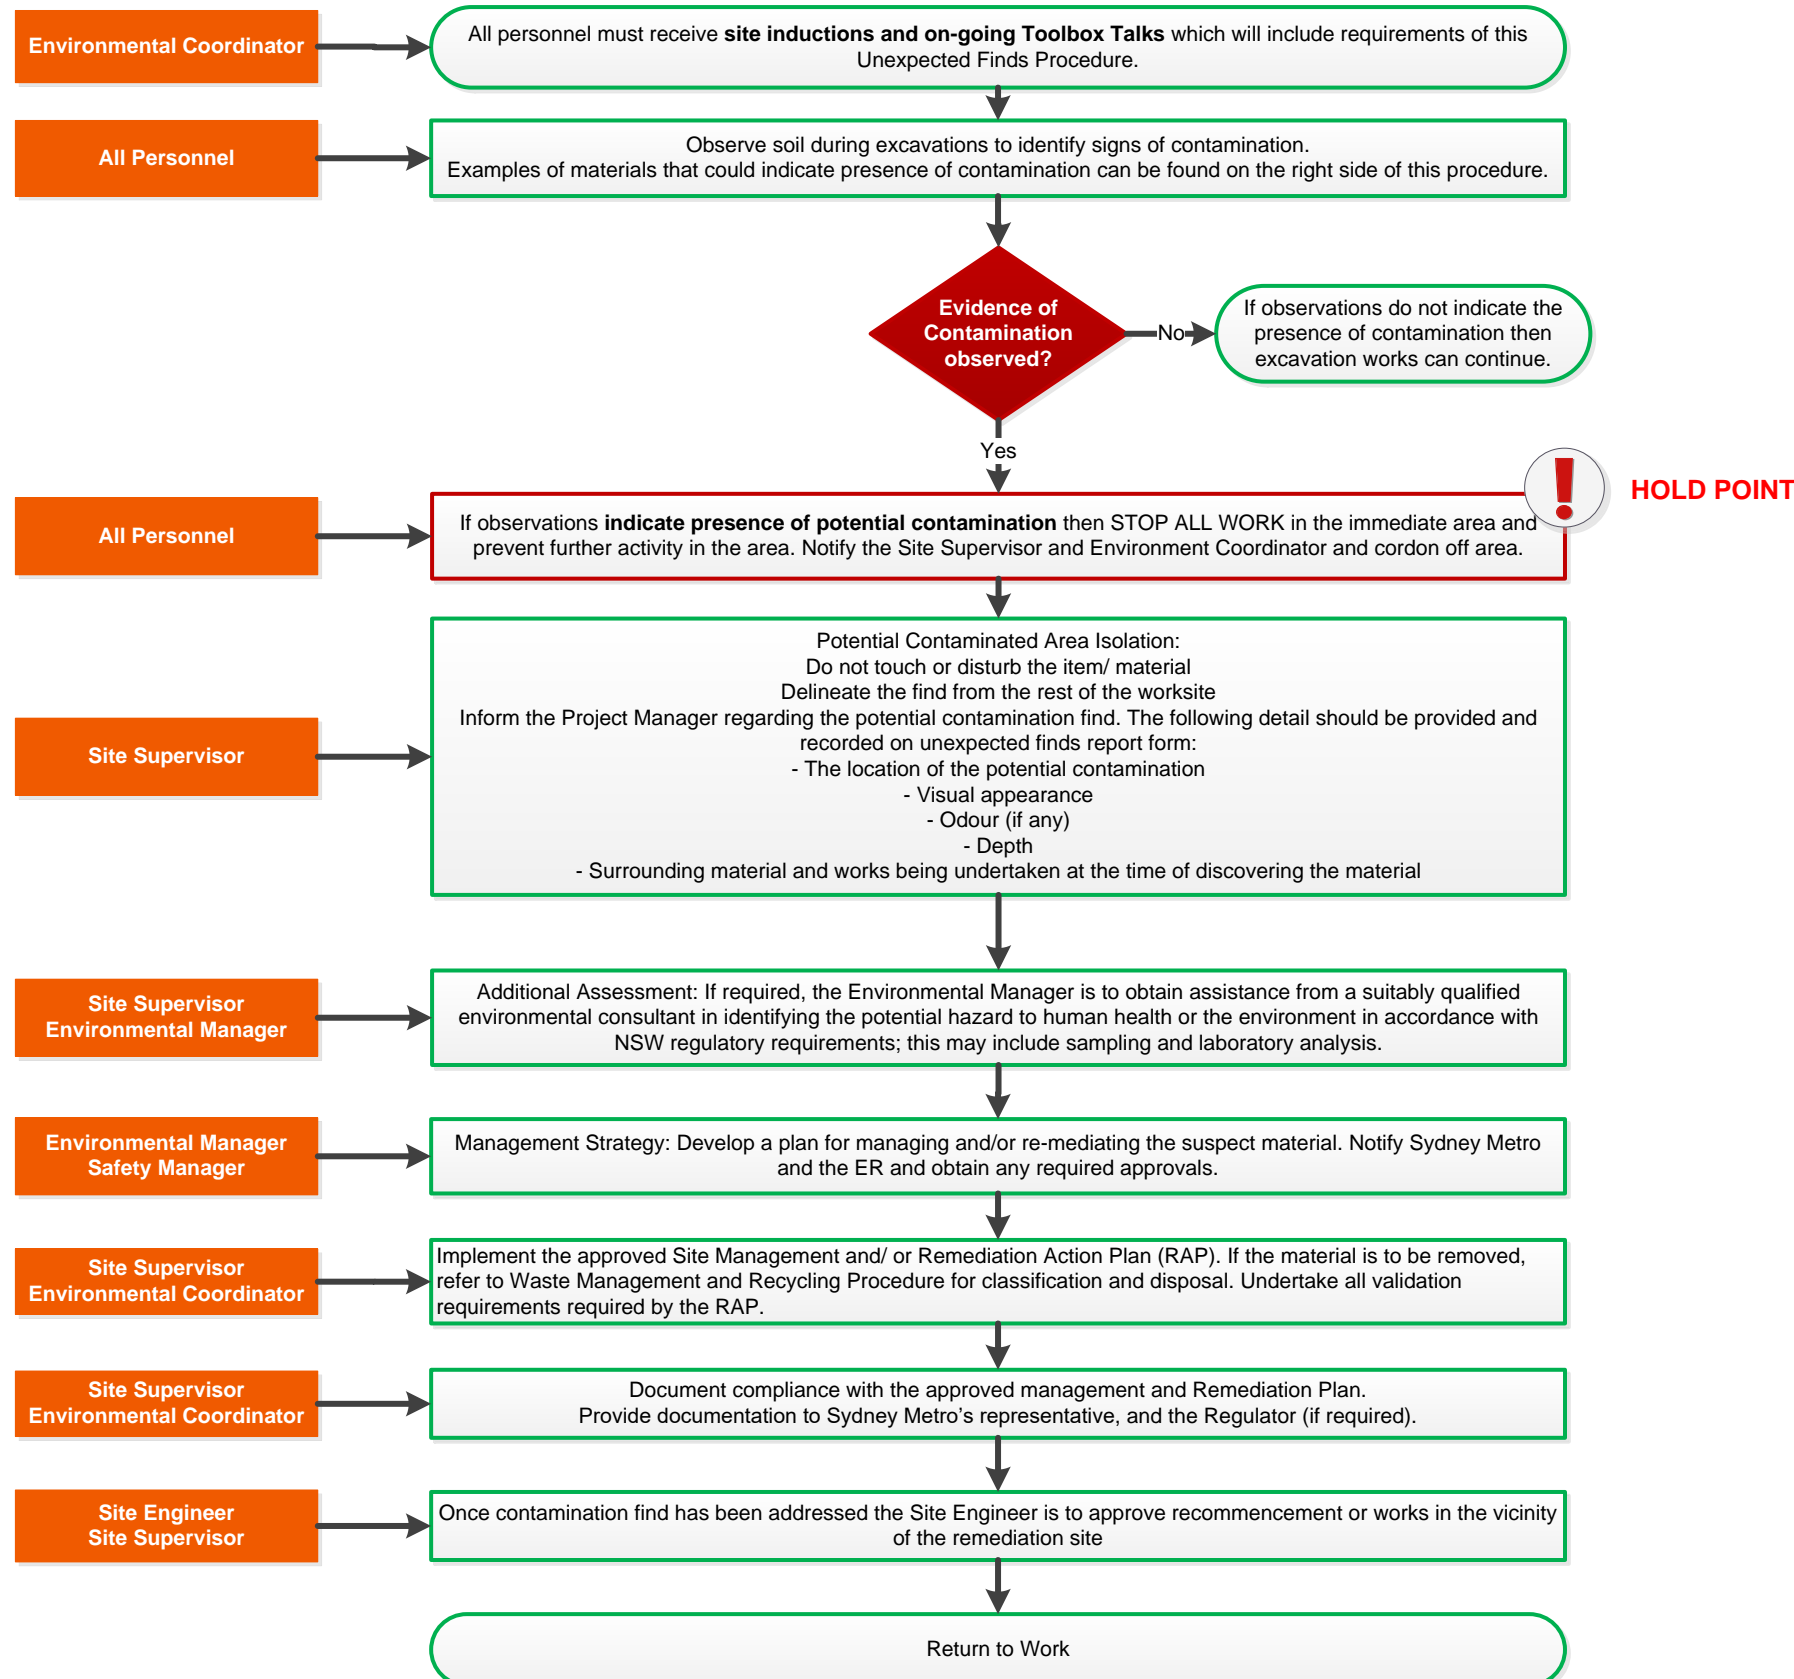 Environmental Coordinator
All personnel must receive site inductions and on-going Toolbox Talks which will include requirements of this
Unexpected Finds Procedure.
All Personnel
Observe soil during excavations to identify signs of contamination.
Examples of materials that could indicate presence of contamination can be found on the right side of this procedure.
Evidence of
Contamination
observed?
No
If observations do not indicate the
presence of contamination then
excavation works can continue.
Yes
HOLD POINT
All Personnel
If observations indicate presence of potential contamination then STOP ALL WORK in the immediate area and
prevent further activity in the area. Notify the Site Supervisor and Environment Coordinator and cordon off area.
Site Supervisor
Potential Contaminated Area Isolation:
Do not touch or disturb the item/ material
Delineate the find from the rest of the worksite
Inform the Project Manager regarding the potential contamination find. The following detail should be provided and
recorded on unexpected finds report form:
- The location of the potential contamination
- Visual appearance
- Odour (if any)
- Depth
- Surrounding material and works being undertaken at the time of discovering the material
Site Supervisor
Environmental Manager
Additional Assessment: If required, the Environmental Manager is to obtain assistance from a suitably qualified
environmental consultant in identifying the potential hazard to human health or the environment in accordance with
NSW regulatory requirements; this may include sampling and laboratory analysis.
Environmental Manager
Safety Manager
Management Strategy: Develop a plan for managing and/or re-mediating the suspect material. Notify Sydney Metro
and the ER and obtain any required approvals.
Site Supervisor
Environmental Coordinator
Implement the approved Site Management and/ or Remediation Action Plan (RAP). If the material is to be removed,
refer to Waste Management and Recycling Procedure for classification and disposal. Undertake all validation
requirements required by the RAP.
Site Supervisor
Environmental Coordinator
Document compliance with the approved management and Remediation Plan.
Provide documentation to Sydney Metro’s representative, and the Regulator (if required).
Site Engineer
Site Supervisor
Once contamination find has been addressed the Site Engineer is to approve recommencement or works in the vicinity
of the remediation site
Return to Work